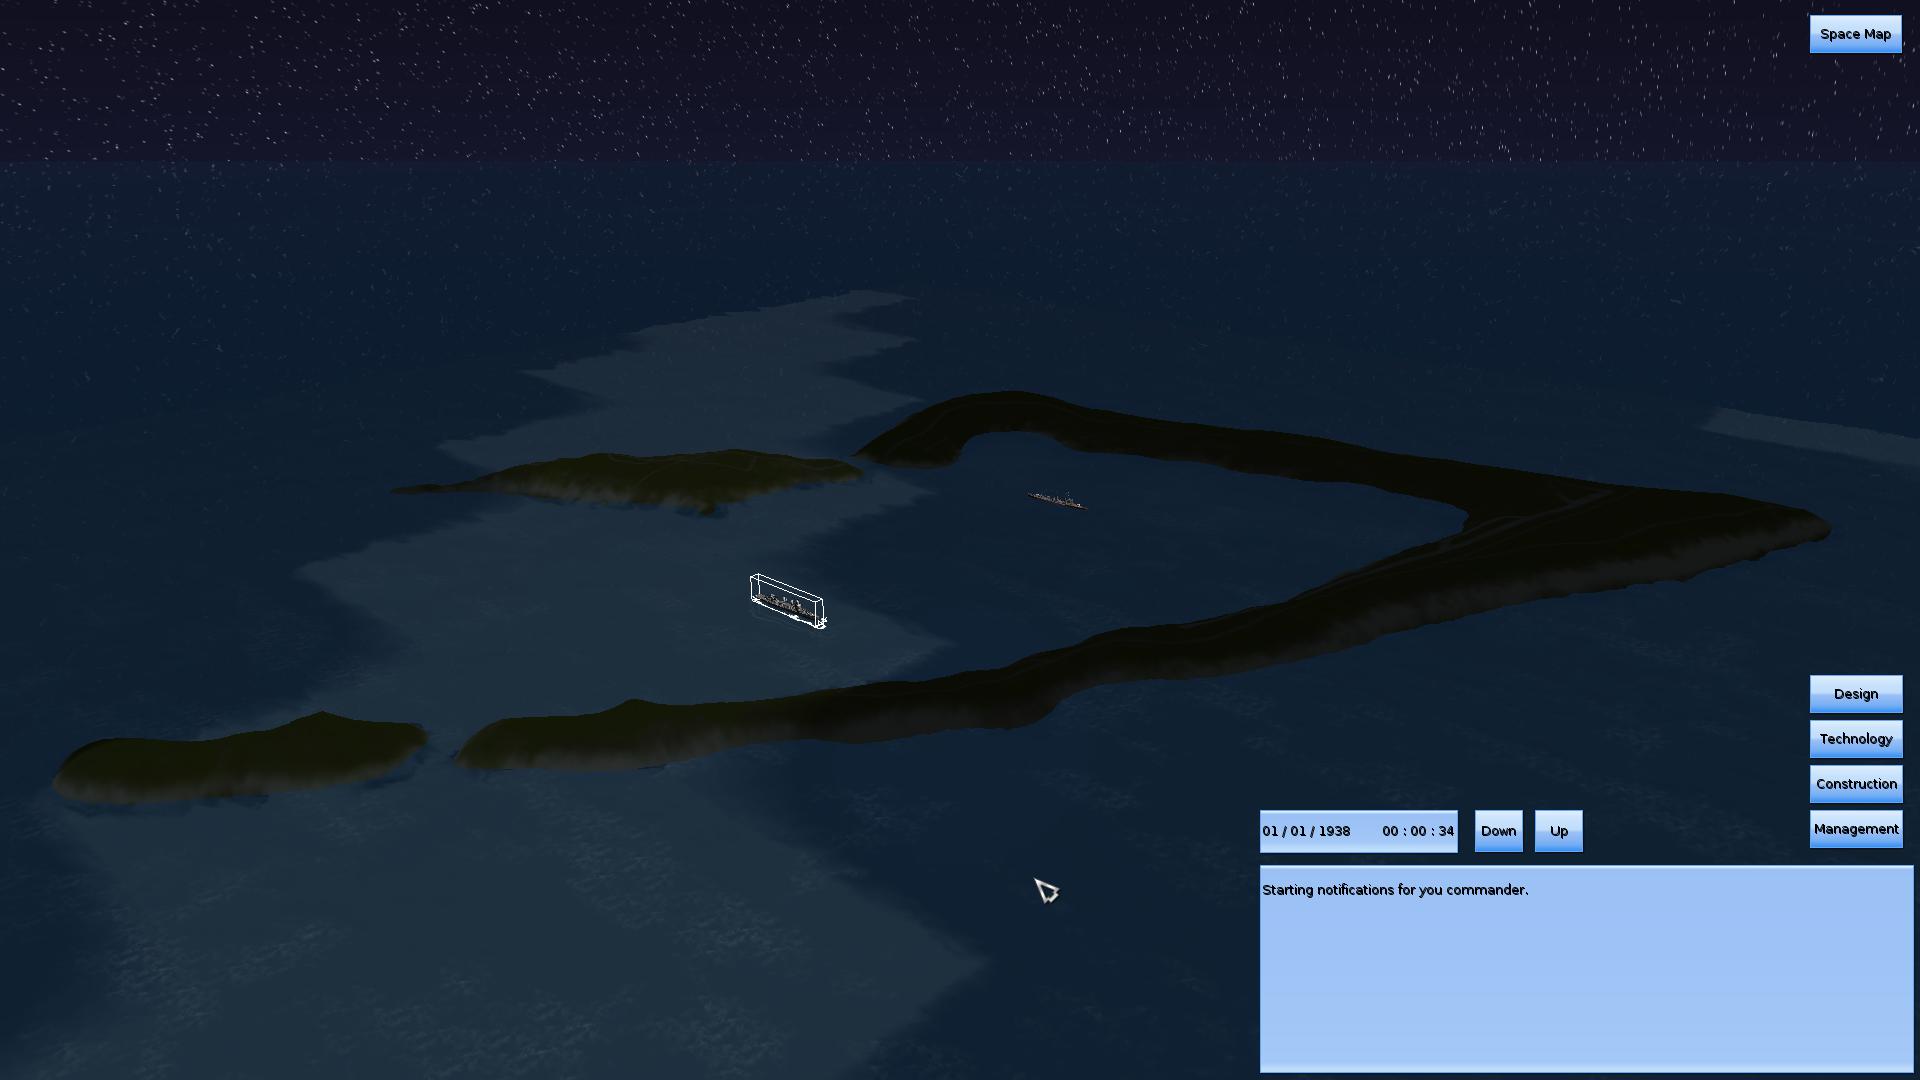 Space Map
Design
Technology
Construction
Management
01 / 01 / 1938 00 : 00 : 34 Down Up
Starting notifications for you commander.